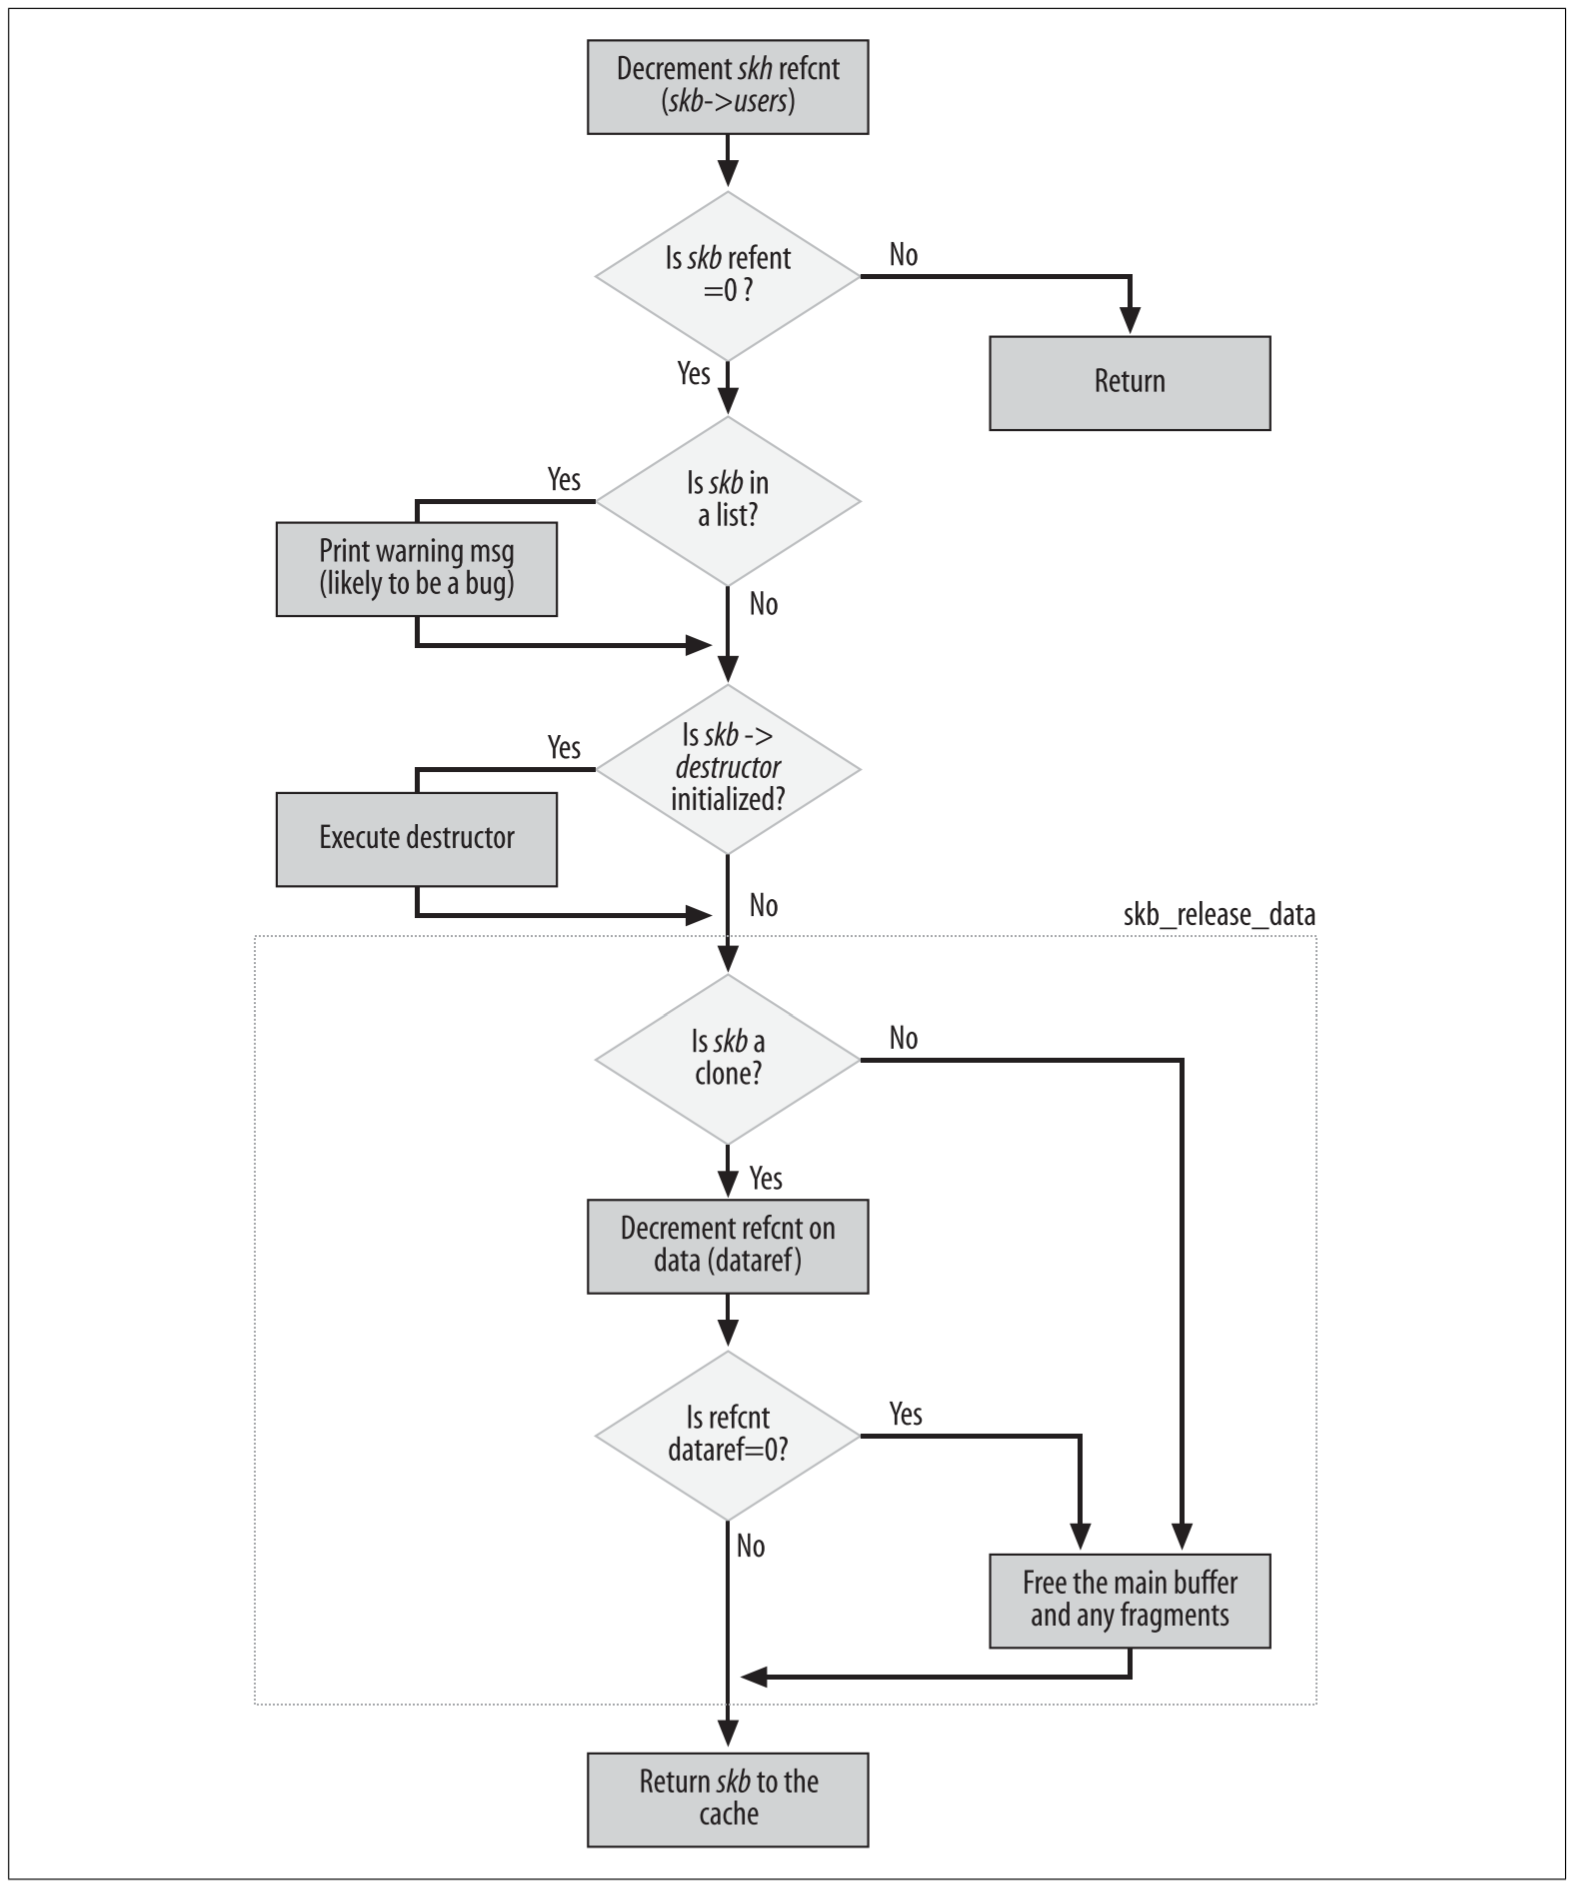 Decrement skh refcnt
(skb->users)
Is skb refent
=0 ?
No
Return
Yes
Is skb in
a list?
Yes
Print warning msg
(likely to be a bug)
No
Is skb ->
destructor
initialized?
Yes
Execute destructor
No
skb_release_data
Is skb a
clone?
No
Yes
Decrement refcnt on
data (dataref)
Is refcnt
dataref=0?
Yes
No
Free the main buffer
and any fragments
Return skb to the
cache